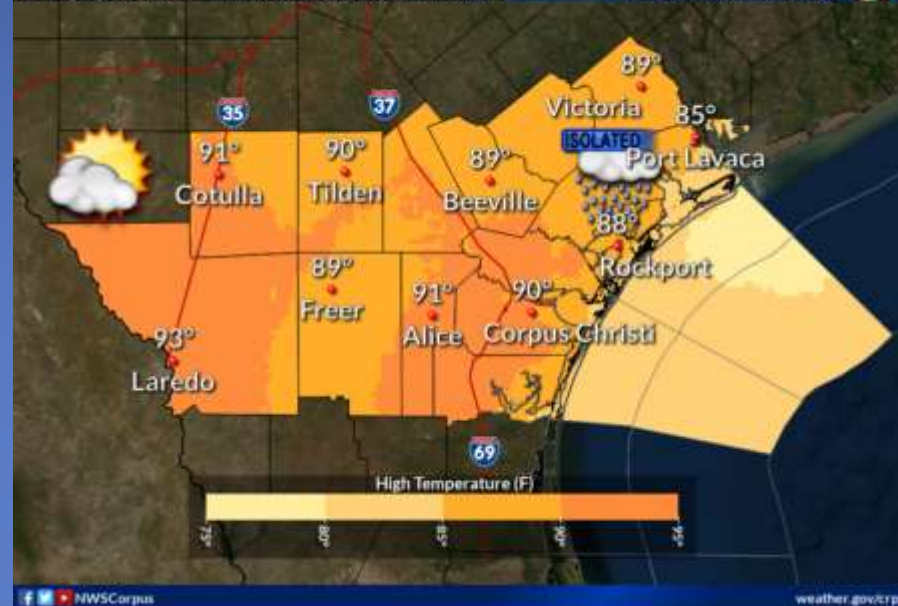 89°
Victoria
85°
ISOLATED
Port Lavaca
35
37
91°
Cotulla
90°
Tilden
89°
Beeville
88°
Rockport
89°
Freer
91°
Alice
90°
Corpus Christi
93°
Laredo
69
High Temperature (F)
75° 80° 85° 90° 95°
NWSCorpus
weather.gov/crp